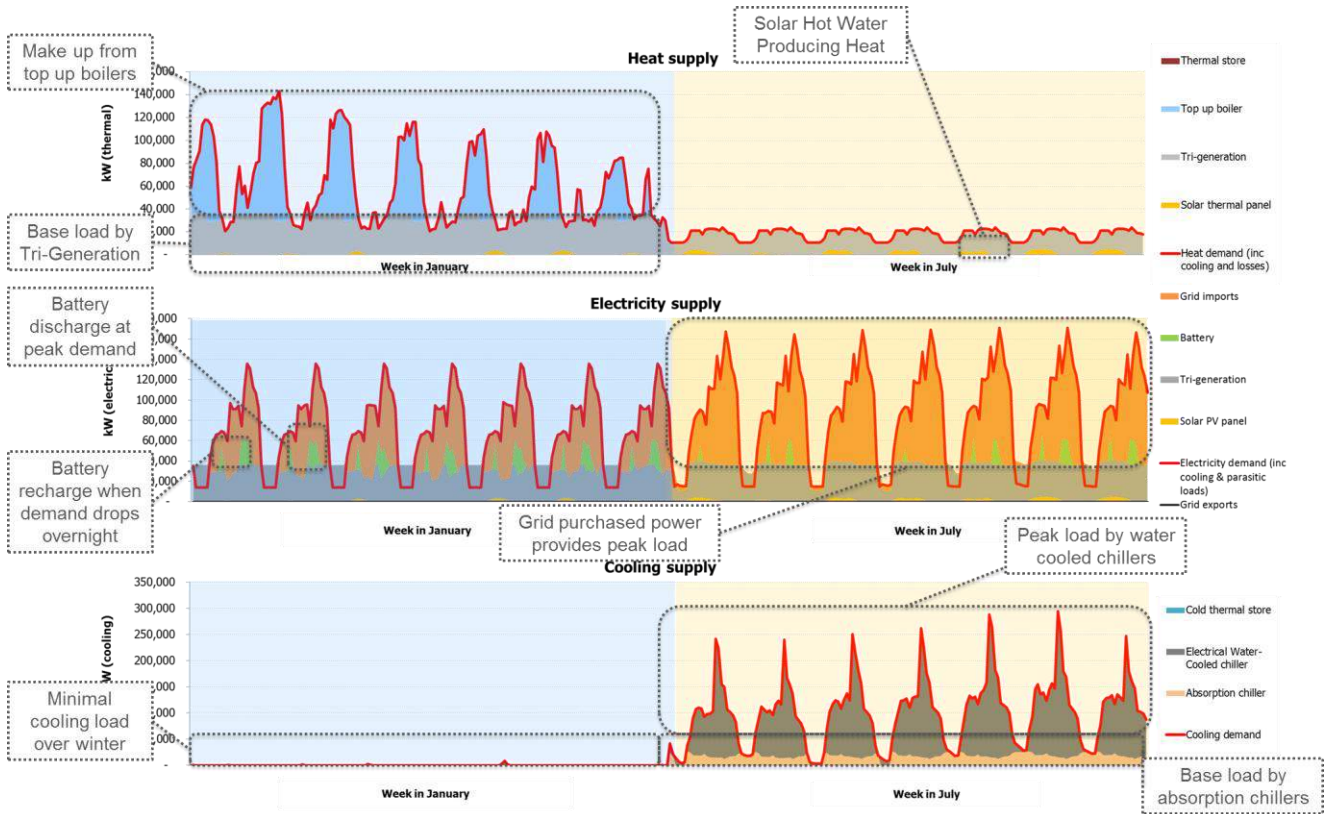 Solar Hot Water
Producing Heat
Make up from
top up boilers
Heat supply
140,000
120,000
100,000
80,000
60,000
40,000
-
kW (thermal)
Base load by
Tri-Generation
Week in January
Week in July
Thermal store
Top up boiler
Tri-generation
Solar thermal panel
Heat demand (inc
cooling and losses)
Grid imports
Battery
Tri-generation
Solar PV panel
Electricity demand (inc
cooling & parasitic
loads)
Grid exports
Battery
discharge at
peak demand
Electricity supply
120,000
100,000
80,000
60,000
-
kW (electric
Battery
recharge when
demand drops
overnight
Week in January
Grid purchased power
provides peak load
Week in July
Peak load by water
cooled chillers
Cooling supply
350,000
300,000
250,000
200,000
W (cooling)
Minimal
cooling load
over winter
Cold thermal store
Electrical Water-
Cooled chiller
Absorption chiller
Cooling demand
Base load by
absorption chillers
Week in January
Week in July